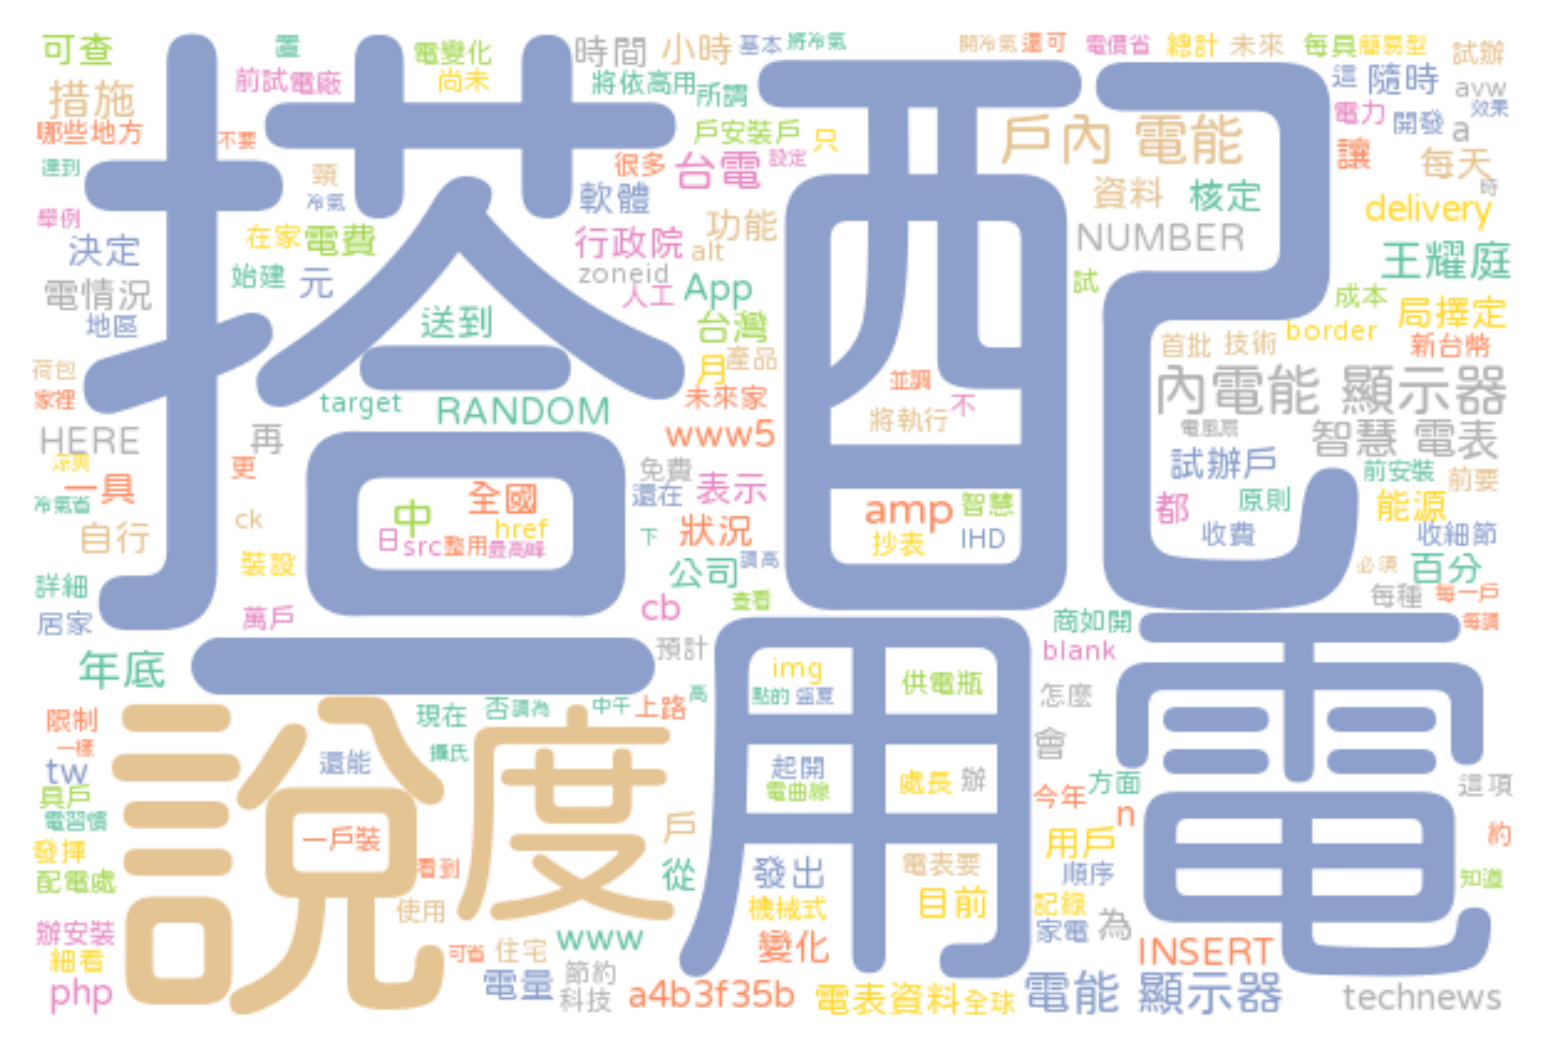 搭配
用電
說
度
可查
置
電變化
時間
小時
基本
將冷氣
開冷氣
還可
電價省
總計
未來
每具
簡易型
試辦
措施
前試電廠
尚未
將依高用
所謂
這
隨時
avw
效果
哪些地方
不要
戶安裝戶
只
戶內 電能
電力
開發
a
達到
頸
很多
台電
設定
讓
每天
時
舉例
冷氣
軟體
資料
核定
delivery
決定
在家
電費
行政院
功能
alt
NUMBER
王耀庭
電情況
始建
元
zoneid
人工
App
試
成本
局擇定
地區
送到
台灣
border
荷包
月
產品
首批
技術
新台幣
家裡
target
RANDOM
未來家
並調
不
內電能 顯示器
HERE
再
www5
將執行
電風扇
智慧 電表
涼爽
更
免費
試辦戶
前安裝
前要
一具
中
全國
還在
表示
amp
智慧
都
原則
能源
冷氣省
ck
href
自行
日
src
整用
最高峰
下
狀況
抄表
IHD
收費
收細節
裝設
公司
調高
必須
百分
詳細
每種
每一戶
居家
萬戶
cb
查看
商如開
每調
年底
預計
img
供電瓶
blank
點的
盛夏
怎麼
限制
現在
否
調為
中午
上路
高
一樣
還能
攝氏
會
tw
起開
處長
辦
方面
這項
具戶
電曲線
今年
電習慣
一戶裝
戶
n
約
發揮
看到
從
發出
電表要
用戶
配電處
順序
知道
使用
機械式
目前
記錄
辦安裝
可省
住宅
www
變化
家電
為
INSERT
細看
電量
節約
php
科技
a4b3f35b
電表資料
全球
電能 顯示器
technews